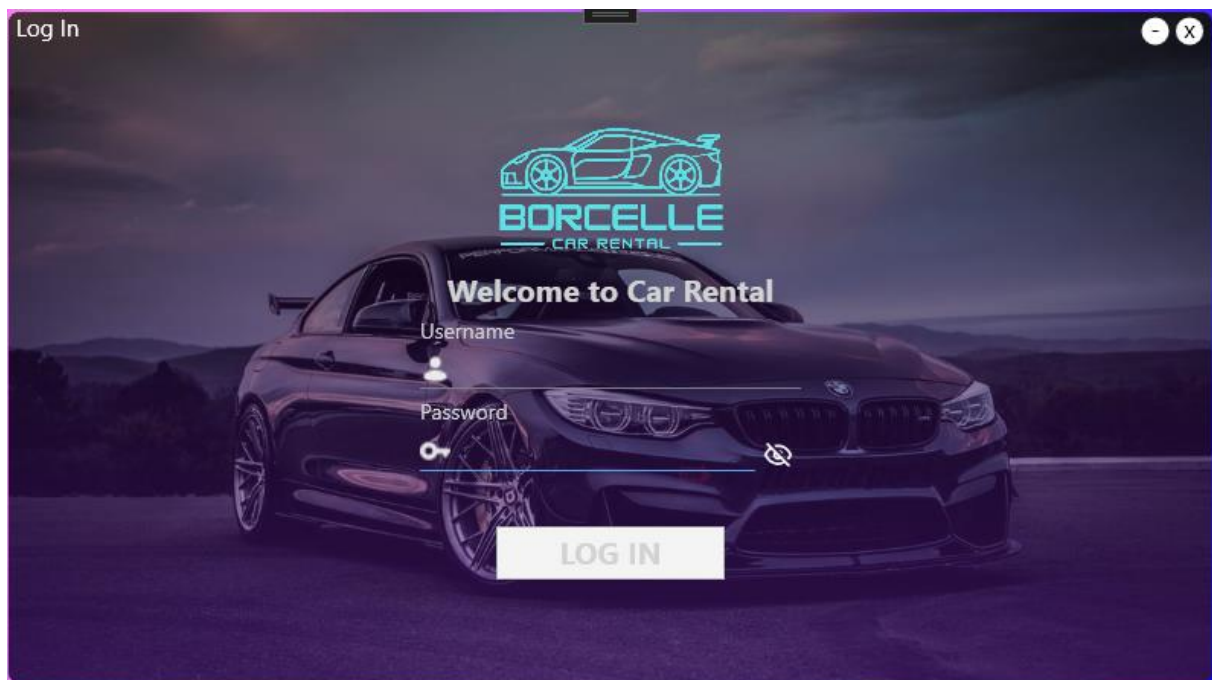 Log In
- X
BORCELLE
CAR RENTAL
Welcome to Car Rental
Username
Password
LOG IN